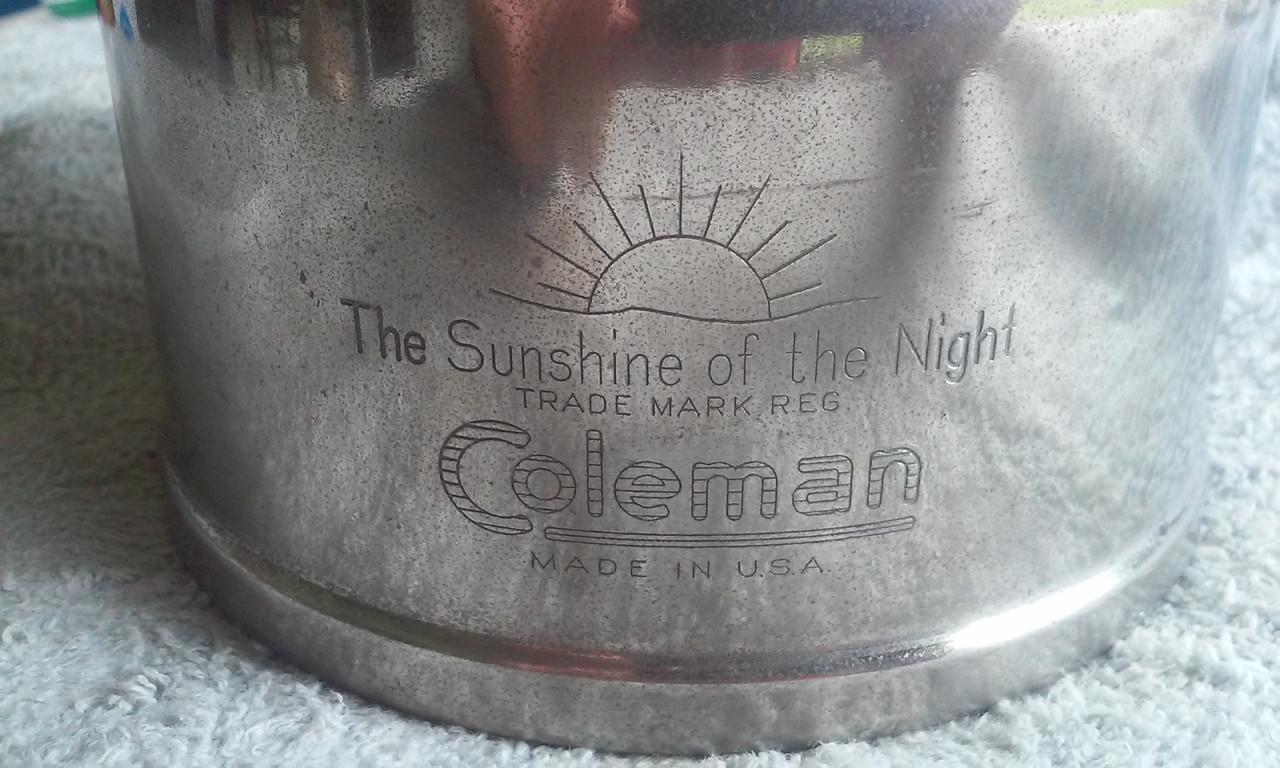 The Sunshine of the Night
TRADE MARK REG.
Coleman
MADE IN U.S.A.